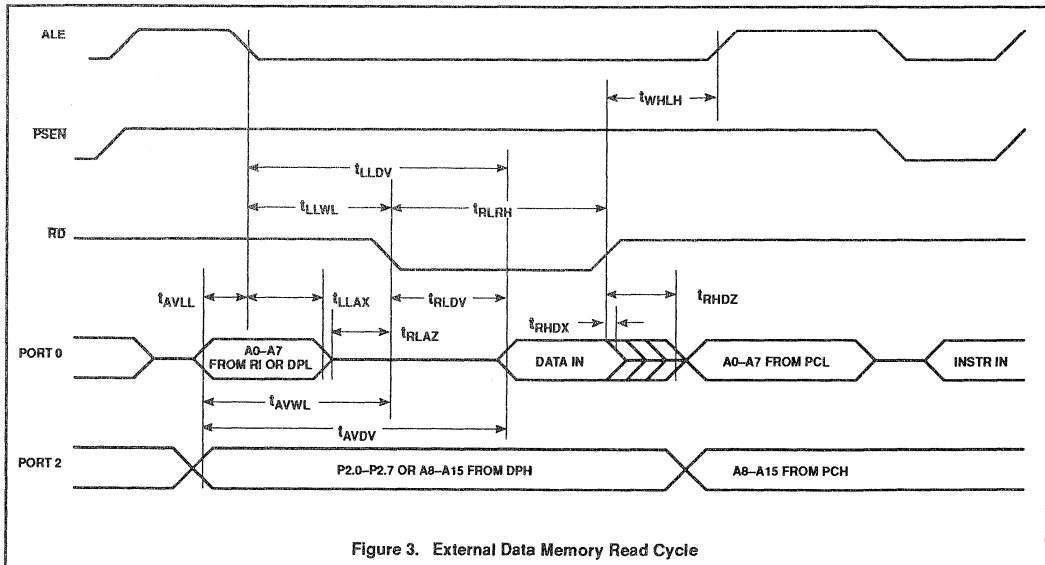 ALE
tWHLH
PSEN
tLLDV
tLLWL
tRLRH
RD
tAVLL
tLLAX
tRLDV
tRHDZ
tRLAZ
tRHDX
PORT 0
A0–A7
FROM RI OR DPL
DATA IN
A0–A7 FROM PCL
INSTR IN
tAVWL
tAVDV
PORT 2
P2.0–P2.7 OR A8–A15 FROM DPH
A8–A15 FROM PCH
Figure 3. External Data Memory Read Cycle